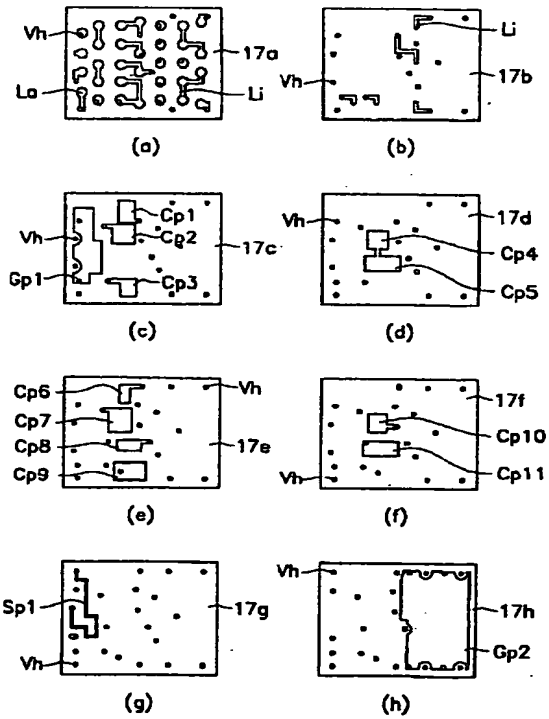 Vh
17a
La
Li
(a)
Li
Vh
17b
(b)
Cp1
Vh
Cp2
17c
Gp1
Cp3
(c)
Vh
17d
Cp4
Cp5
(d)
Cp6
Vh
Cp7
Cp8
17e
Cp9
(e)
17f
Cp10
Cp11
Vh
(f)
Sp1
17g
Vh
(g)
Vh
17h
Gp2
(h)